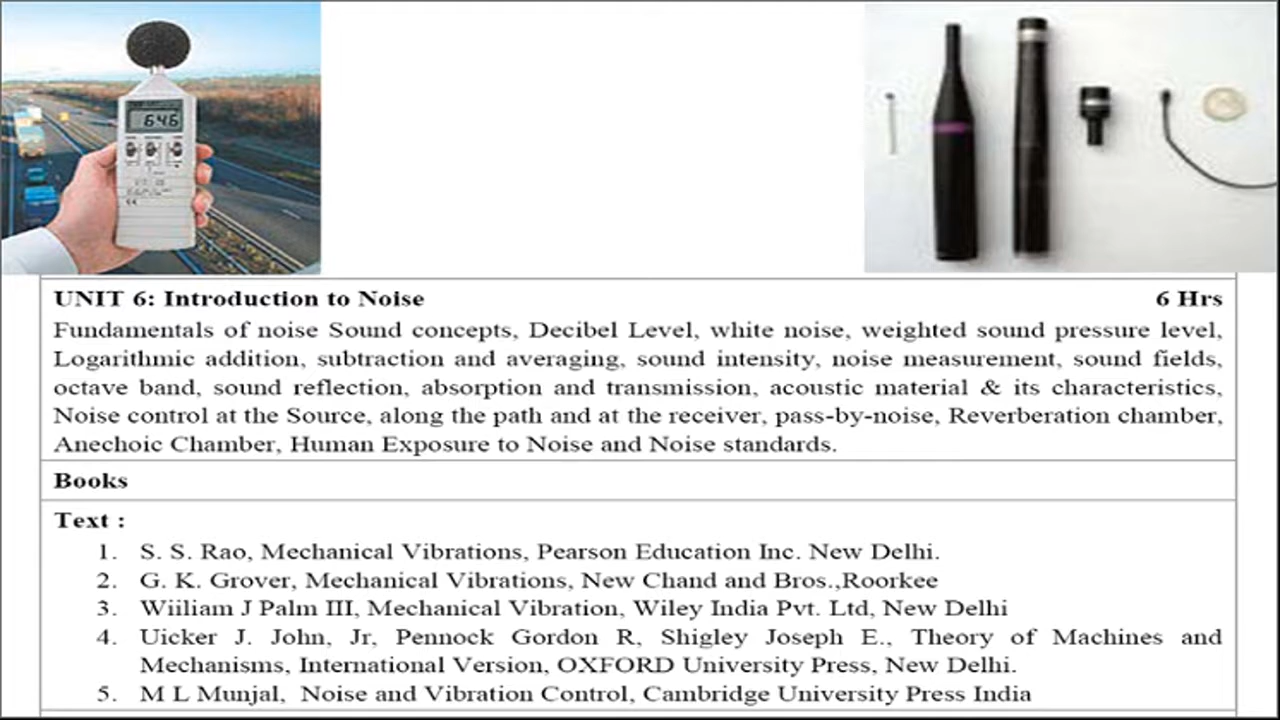 646
UNIT 6: Introduction to Noise 6 Hrs
Fundamentals of noise Sound concepts, Decibel Level, white noise, weighted sound pressure level,
Logarithmic addition, subtraction and averaging, sound intensity, noise measurement, sound fields,
octave band, sound reflection, absorption and transmission, acoustic material & its characteristics,
Noise control at the Source, along the path and at the receiver, pass-by-noise, Reverberation chamber,
Anechoic Chamber, Human Exposure to Noise and Noise standards.
Books
Text :
1. S. S. Rao, Mechanical Vibrations, Pearson Education Inc. New Delhi.
2. G. K. Grover, Mechanical Vibrations, New Chand and Bros.,Roorkee
3. Wiiliam J Palm III, Mechanical Vibration, Wiley India Pvt. Ltd, New Delhi
4. Uicker J. John, Jr, Pennock Gordon R, Shigley Joseph E., Theory of Machines and
Mechanisms, International Version, OXFORD University Press, New Delhi.
5. M L Munjal, Noise and Vibration Control, Cambridge University Press India